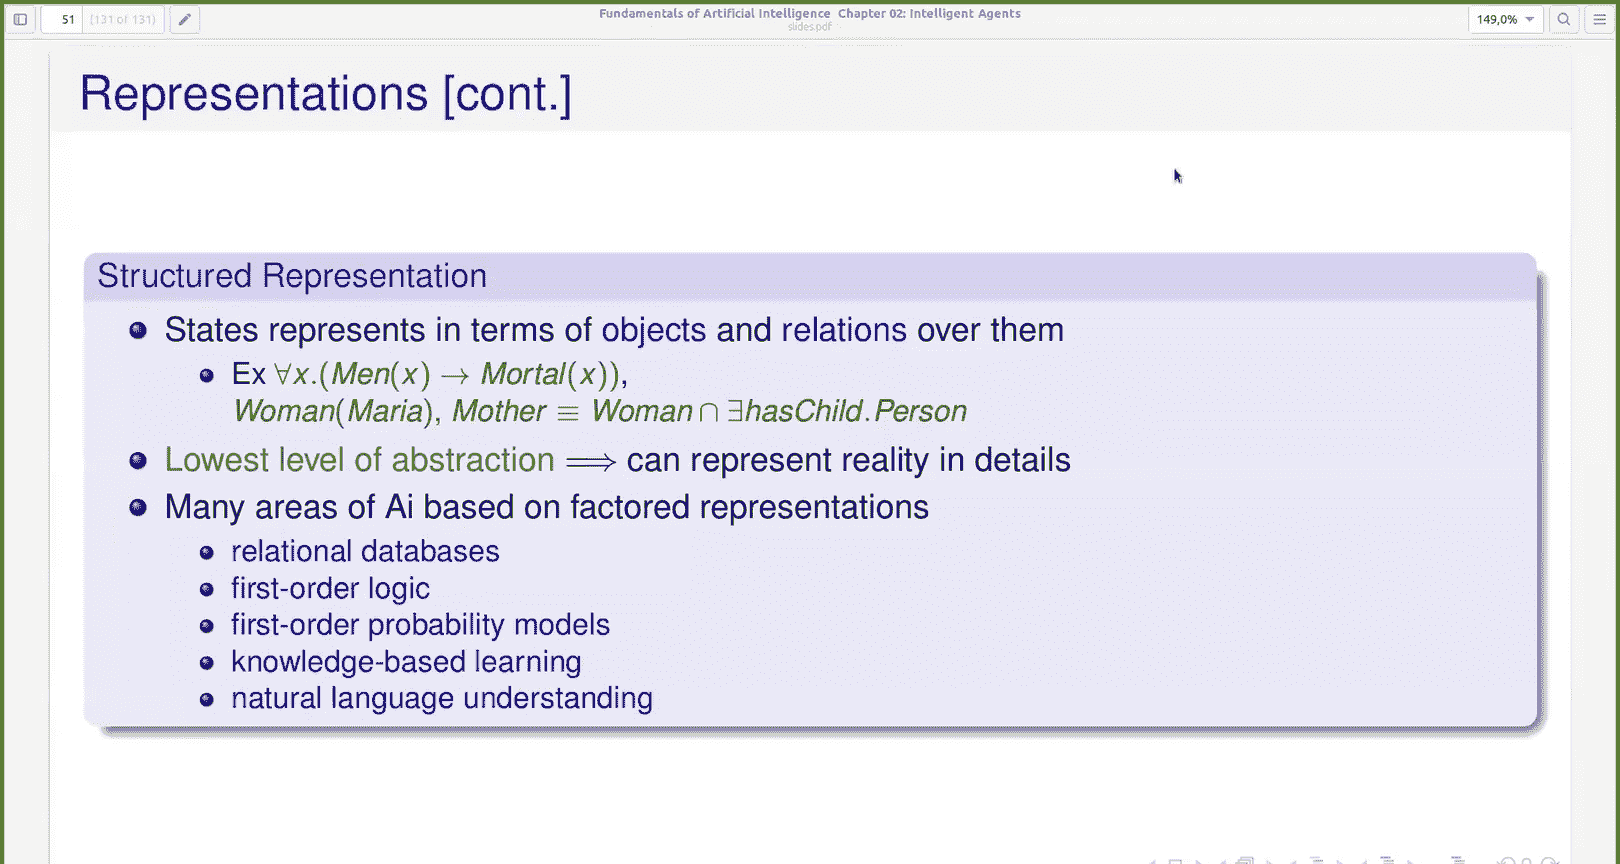 51 (131 of 131)
Fundamentals of Artificial Intelligence Chapter 02: Intelligent Agents
slides.pdf
149,0%
Representations [cont.]
Structured Representation
States represents in terms of objects and relations over them
Ex ∀x.(Men(x) → Mortal(x)),
Woman(Maria), Mother ≡ Woman ∩ ∃hasChild.Person
Lowest level of abstraction ⟹ can represent reality in details
Many areas of Ai based on factored representations
relational databases
first-order logic
first-order probability models
knowledge-based learning
natural language understanding